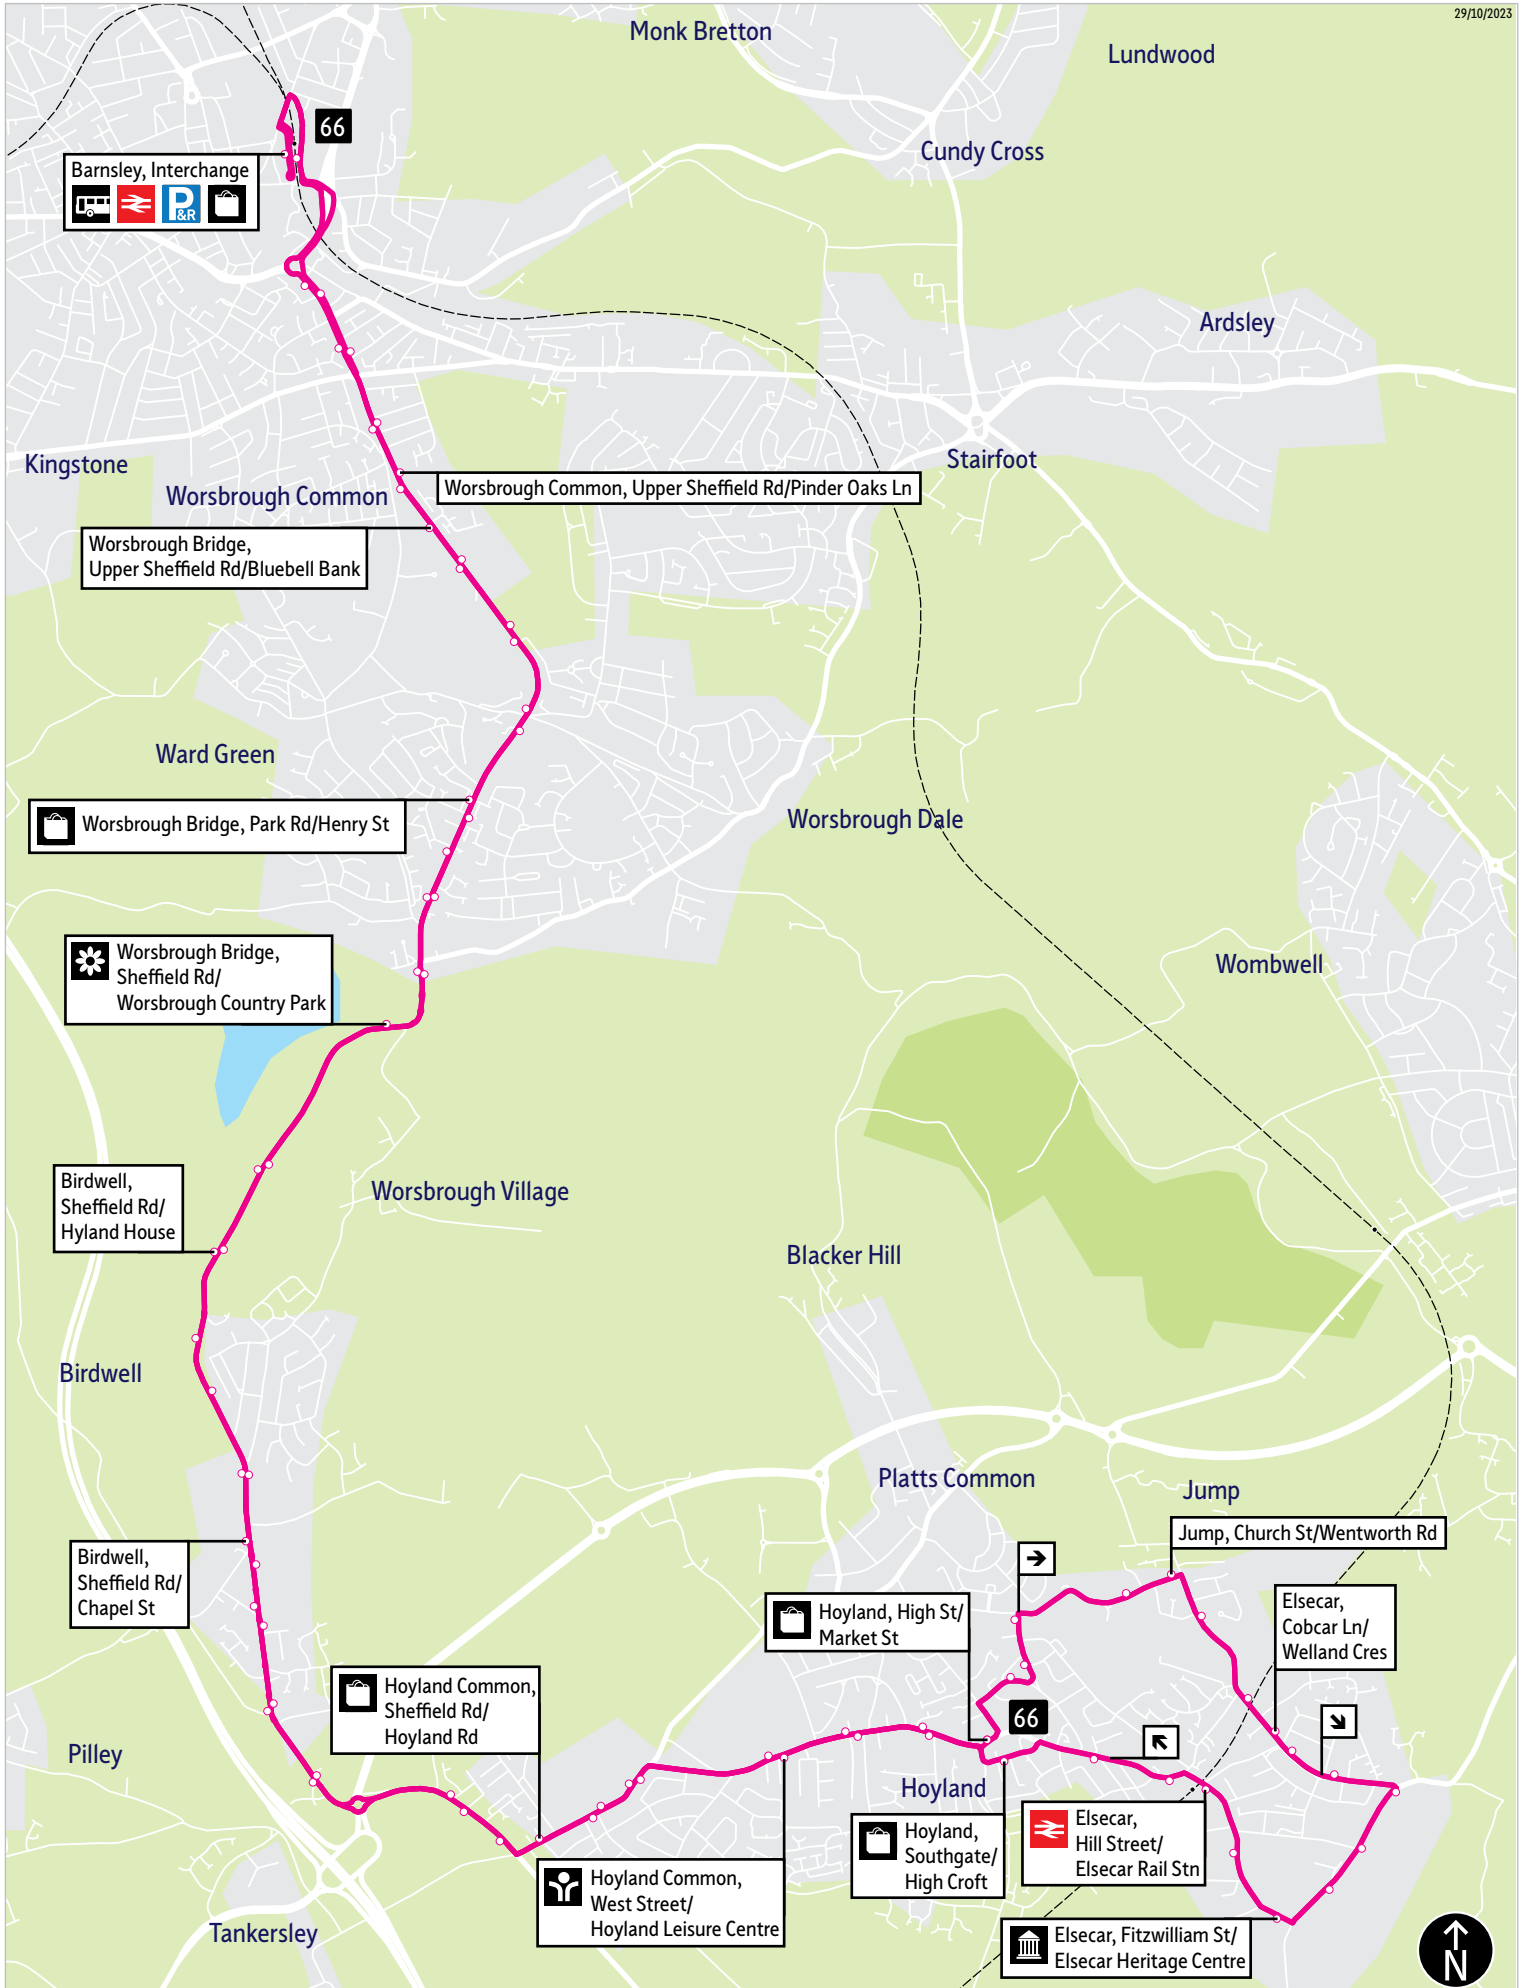 29/10/2023
Monk Bretton
Lundwood
66
Cundy Cross
Barnsley, Interchange
P
&R
Ardsley
Kingstone
Stairfoot
Worsbrough Common
Worsbrough Common, Upper Sheffield Rd/Pinder Oaks Ln
Worsbrough Bridge,
Upper Sheffield Rd/Bluebell Bank
Ward Green
Worsbrough Bridge, Park Rd/Henry St
Worsbrough Dale
Worsbrough Bridge,
Sheffield Rd/
Worsbrough Country Park
Wombwell
Birdwell,
Sheffield Rd/
Hyland House
Worsbrough Village
Blacker Hill
Birdwell
Platts Common
Jump
Jump, Church St/Wentworth Rd
Birdwell,
Sheffield Rd/
Chapel St
Hoyland, High St/
Market St
Elsecar,
Cobcar Ln/
Welland Cres
Hoyland Common,
Sheffield Rd/
Hoyland Rd
66
Pilley
Hoyland
Hoyland,
Southgate/
High Croft
Elsecar,
Hill Street/
Elsecar Rail Stn
Hoyland Common,
West Street/
Hoyland Leisure Centre
Tankersley
Elsecar, Fitzwilliam St/
Elsecar Heritage Centre
N